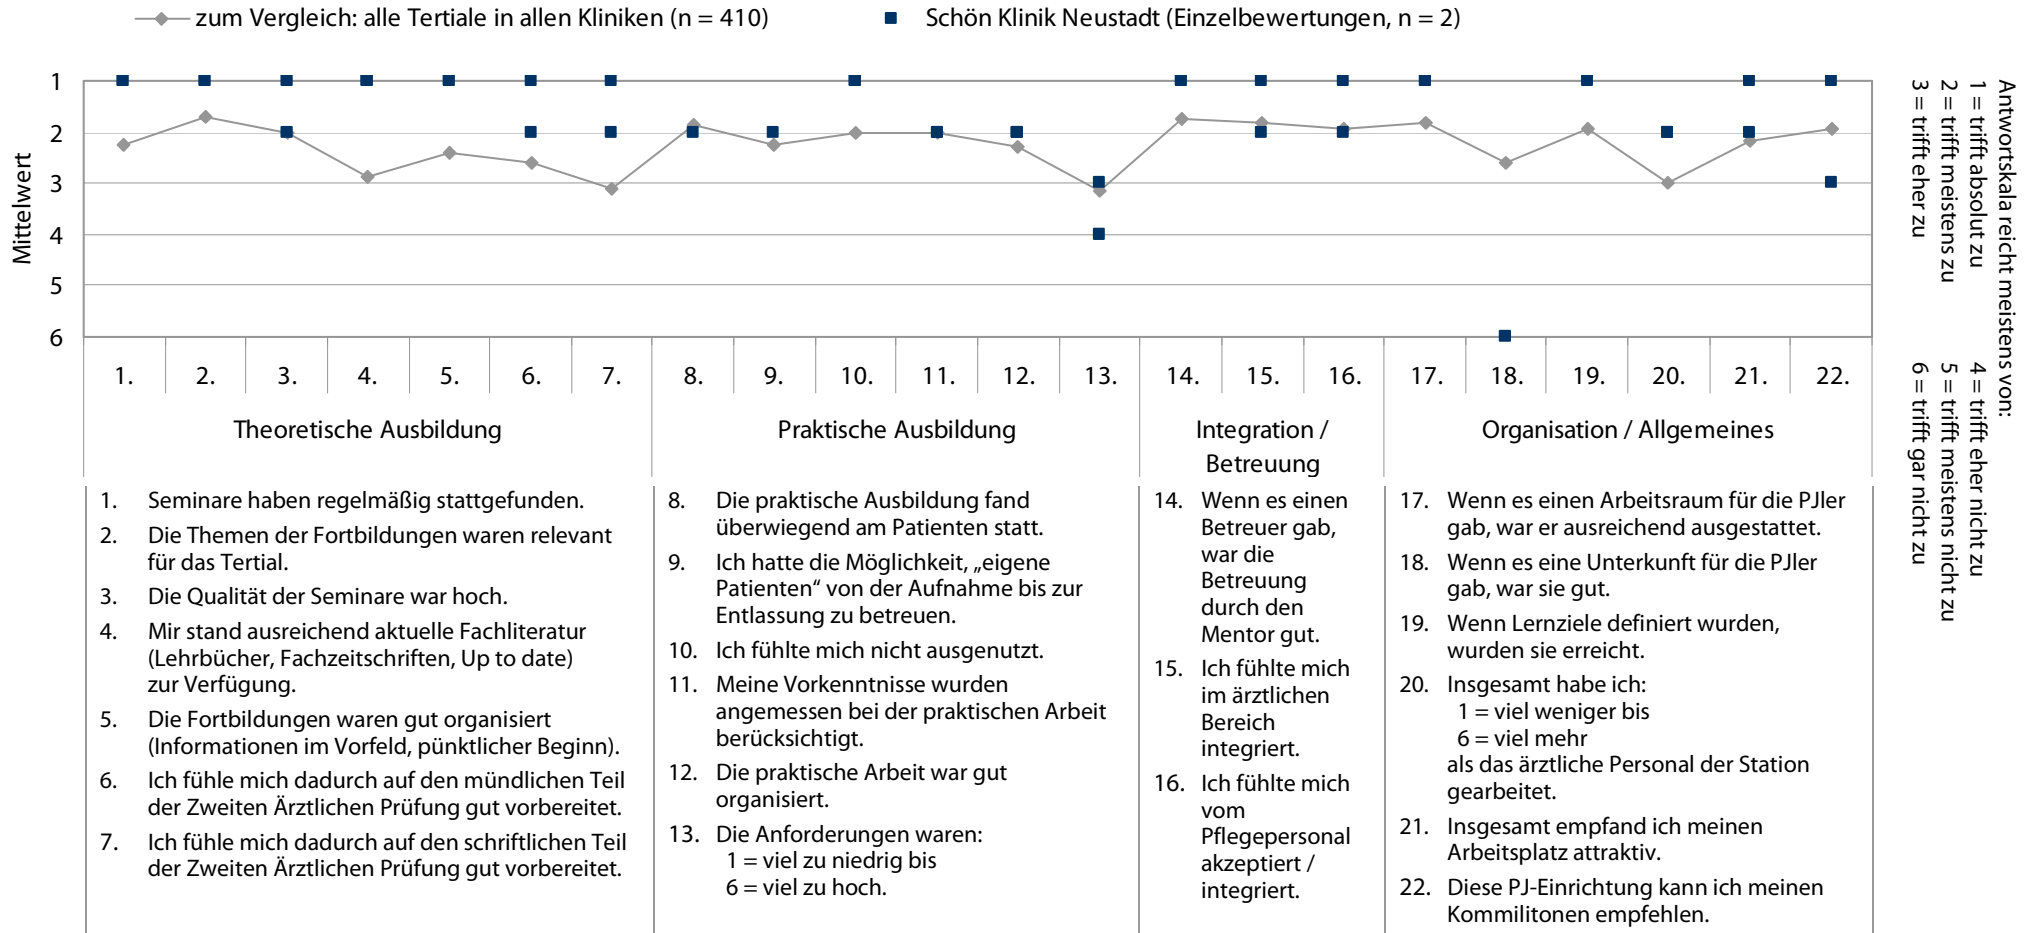 zum Vergleich: alle Tertiale in allen Kliniken (n = 410)
Schön Klinik Neustadt (Einzelbewertungen, n = 2)
Mittelwert
1
2
3
4
5
6
1. 2. 3. 4. 5. 6. 7. 8. 9. 10. 11. 12. 13. 14. 15. 16. 17. 18. 19. 20. 21. 22.
Theoretische Ausbildung
Praktische Ausbildung
Integration /
Betreuung
Organisation / Allgemeines
1. Seminare haben regelmäßig stattgefunden.
2. Die Themen der Fortbildungen waren relevant
für das Tertial.
3. Die Qualität der Seminare war hoch.
4. Mir stand ausreichend aktuelle Fachliteratur
(Lehrbücher, Fachzeitschriften, Up to date)
zur Verfügung.
5. Die Fortbildungen waren gut organisiert
(Informationen im Vorfeld, pünktlicher Beginn).
6. Ich fühle mich dadurch auf den mündlichen Teil
der Zweiten Ärztlichen Prüfung gut vorbereitet.
7. Ich fühle mich dadurch auf den schriftlichen Teil
der Zweiten Ärztlichen Prüfung gut vorbereitet.
8. Die praktische Ausbildung fand
überwiegend am Patienten statt.
9. Ich hatte die Möglichkeit, „eigene
Patienten“ von der Aufnahme bis zur
Entlassung zu betreuen.
10. Ich fühlte mich nicht ausgenutzt.
11. Meine Vorkenntnisse wurden
angemessen bei der praktischen Arbeit
berücksichtigt.
12. Die praktische Arbeit war gut
organisiert.
13. Die Anforderungen waren:
1 = viel zu niedrig bis
6 = viel zu hoch.
14. Wenn es einen
Betreuer gab,
war die
Betreuung
durch den
Mentor gut.
15. Ich fühlte mich
im ärztlichen
Bereich
integriert.
16. Ich fühlte mich
vom
Pflegepersonal
akzeptiert /
integriert.
17. Wenn es einen Arbeitsraum für die PJler
gab, war er ausreichend ausgestattet.
18. Wenn es eine Unterkunft für die PJler
gab, war sie gut.
19. Wenn Lernziele definiert wurden,
wurden sie erreicht.
20. Insgesamt habe ich:
1 = viel weniger bis
6 = viel mehr
als das ärztliche Personal der Station
gearbeitet.
21. Insgesamt empfand ich meinen
Arbeitsplatz attraktiv.
22. Diese PJ-Einrichtung kann ich meinen
Kommilitonen empfehlen.
Antwortskala reicht meistens von:
1 = trifft absolut zu
2 = trifft meistens zu
3 = trifft eher zu
4 = trifft eher nicht zu
5 = trifft meistens nicht zu
6 = trifft gar nicht zu